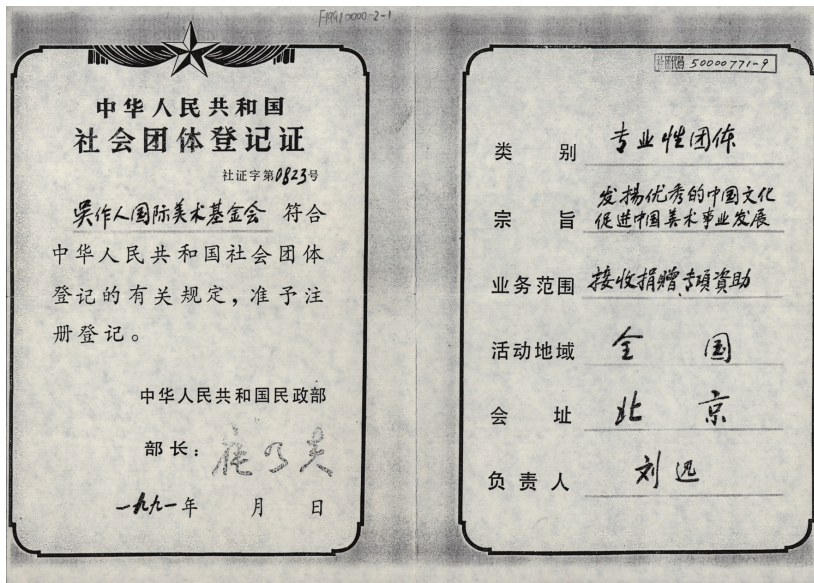 F19910000-2-1
中华人民共和国
社会团体登记证
社证字第0823号
吴作人国际美术基金会 符合
中华人民共和国社会团体
登记的有关规定，准予注
册登记。
中华人民共和国民政部
部长：
一九九一年 月 日
50000771-9
类 别 专业性团体
宗 旨 发揚优秀的中国文化
促进中国美术事业发展
业务范围 接收捐赠、专項資助
活动地域 全 国
会 址 北 京
负责人 刘迅